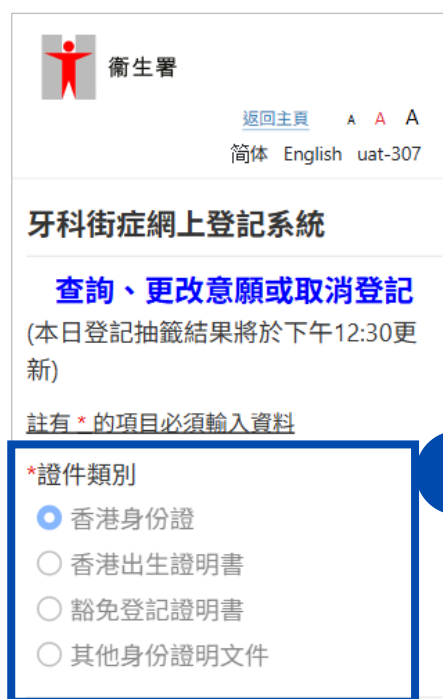 衞生署
返回主頁 A A A
简体 English uat-307
牙科街症網上登記系統
查詢、更改意願或取消登記
(本日登記抽籤結果將於下午12:30更
新)
註有 * 的項目必須輸入資料
*證件類別
香港身份證
香港出生證明書
豁免登記證明書
其他身份證明文件